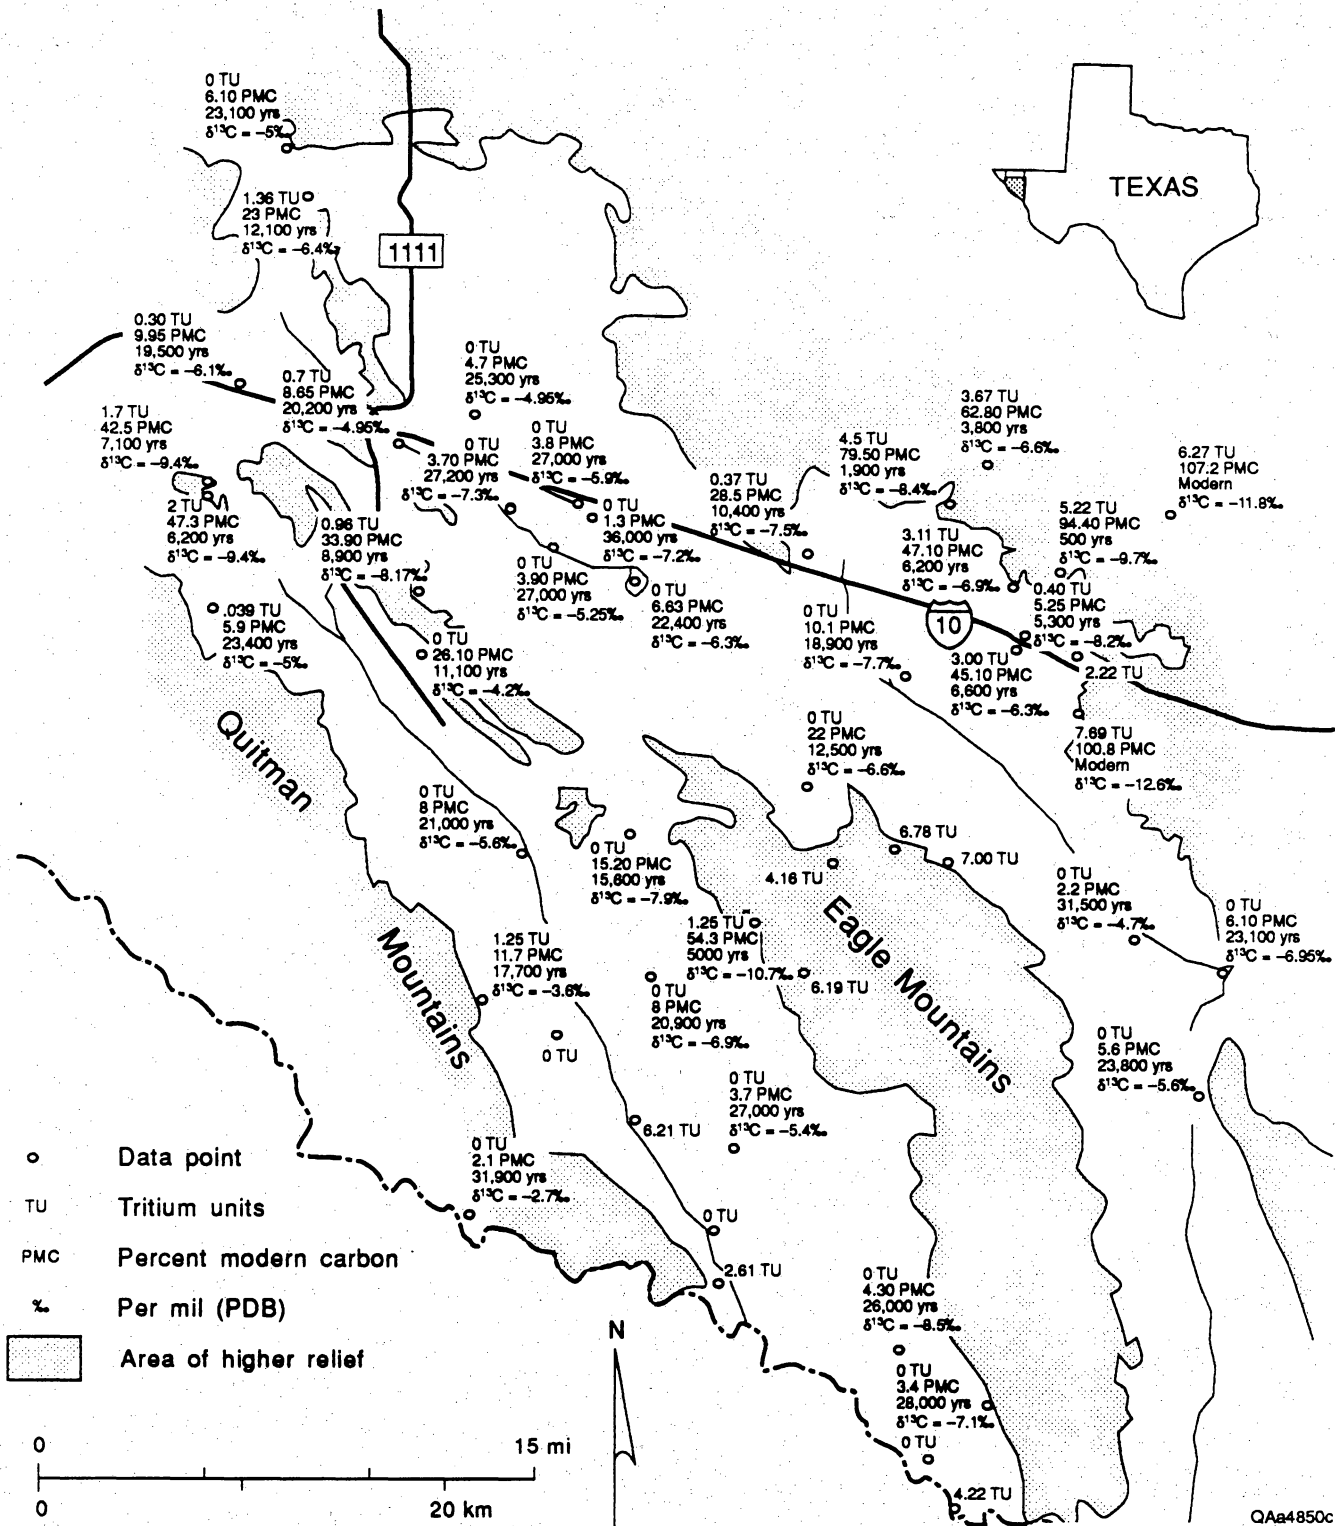 0 TU
6.10 PMC
23,100 yrs
δ¹³C = –5‰
TEXAS
1.36 TU
23 PMC
12,100 yrs
δ¹³C = –6.4‰
1111
0.30 TU
9.95 PMC
19,500 yrs
δ¹³C = –6.1‰
0.7 TU
8.65 PMC
20,200 yrs
δ¹³C = –4.95‰
0 TU
4.7 PMC
25,300 yrs
δ¹³C = –4.95‰
1.7 TU
42.5 PMC
7,100 yrs
δ¹³C = –9.4‰
0 TU
3.70 PMC
27,200 yrs
δ¹³C = –7.3‰
0 TU
3.8 PMC
27,000 yrs
δ¹³C = –5.9‰
3.67 TU
62.80 PMC
3,800 yrs
δ¹³C = –6.6‰
4.5 TU
79.50 PMC
1,900 yrs
δ¹³C = –8.4‰
6.27 TU
107.2 PMC
Modern
δ¹³C = –11.8‰
0.37 TU
28.5 PMC
10,400 yrs
δ¹³C = –7.5‰
2 TU
47.3 PMC
6,200 yrs
δ¹³C = –9.4‰
0.96 TU
33.90 PMC
8,900 yrs
δ¹³C = –8.17‰
0 TU
1.3 PMC
36,000 yrs
δ¹³C = –7.2‰
5.22 TU
94.40 PMC
500 yrs
δ¹³C = –9.7‰
3.11 TU
47.10 PMC
6,200 yrs
δ¹³C = –6.9‰
0 TU
3.90 PMC
27,000 yrs
δ¹³C = –5.25‰
0 TU
6.63 PMC
22,400 yrs
δ¹³C = –6.3‰
0.40 TU
5.25 PMC
5,300 yrs
δ¹³C = –8.2‰
10
.039 TU
5.9 PMC
23,400 yrs
δ¹³C = –5‰
0 TU
26.10 PMC
11,100 yrs
δ¹³C = –4.2‰
0 TU
10.1 PMC
18,900 yrs
δ¹³C = –7.7‰
3.00 TU
45.10 PMC
6,600 yrs
δ¹³C = –6.3‰
2.22 TU
0 TU
22 PMC
12,500 yrs
δ¹³C = –6.6‰
7.69 TU
100.8 PMC
Modern
δ¹³C = –12.6‰
Quitman
Mountains
0 TU
8 PMC
21,000 yrs
δ¹³C = –5.6‰
0 TU
15.20 PMC
15,600 yrs
δ¹³C = –7.9‰
6.78 TU
7.00 TU
4.16 TU
Eagle Mountains
0 TU
2.2 PMC
31,500 yrs
δ¹³C = –4.7‰
0 TU
6.10 PMC
23,100 yrs
δ¹³C = –6.95‰
1.25 TU
54.3 PMC
5000 yrs
δ¹³C = –10.7‰
1.25 TU
11.7 PMC
17,700 yrs
δ¹³C = –3.6‰
6.19 TU
0 TU
8 PMC
20,900 yrs
δ¹³C = –6.9‰
0 TU
0 TU
5.6 PMC
23,800 yrs
δ¹³C = –5.6‰
0 TU
3.7 PMC
27,000 yrs
δ¹³C = –5.4‰
6.21 TU
0 TU
2.1 PMC
31,900 yrs
δ¹³C = –2.7‰
0 TU
2.61 TU
0 TU
4.30 PMC
26,000 yrs
δ¹³C = –8.5‰
0 TU
3.4 PMC
28,000 yrs
δ¹³C = –7.1‰
0 TU
4.22 TU
Data point
TU Tritium units
PMC Percent modern carbon
‰ Per mil (PDB)
Area of higher relief
N
0 15 mi
0 20 km
QAa4850c